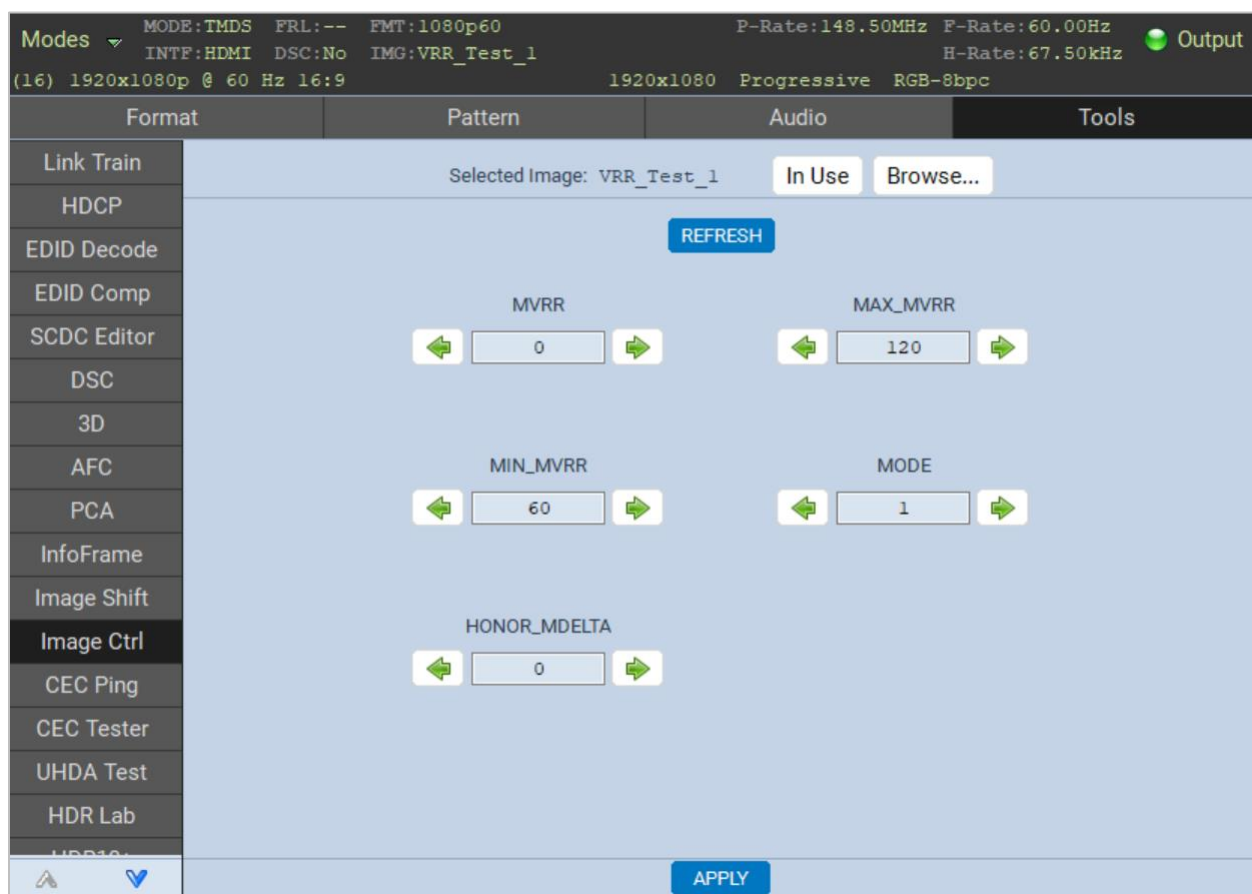 Modes MODE:TMDS FRL:-- FMT:1080p60 P-Rate:148.50MHz F-Rate:60.00Hz Output
INTF:HDMI DSC:No IMG:VRR_Test_1 H-Rate:67.50kHz
(16) 1920x1080p @ 60 Hz 16:9 1920x1080 Progressive RGB-8bpc
Format Pattern Audio Tools
Link Train
HDCP
EDID Decode
EDID Comp
SCDC Editor
DSC
3D
AFC
PCA
InfoFrame
Image Shift
Image Ctrl
CEC Ping
CEC Tester
UHDA Test
HDR Lab
Selected Image: VRR_Test_1 In Use Browse...
REFRESH
MVRR MAX_MVRR
0 120
MIN_MVRR MODE
60 1
HONOR_MDELTA
0
APPLY